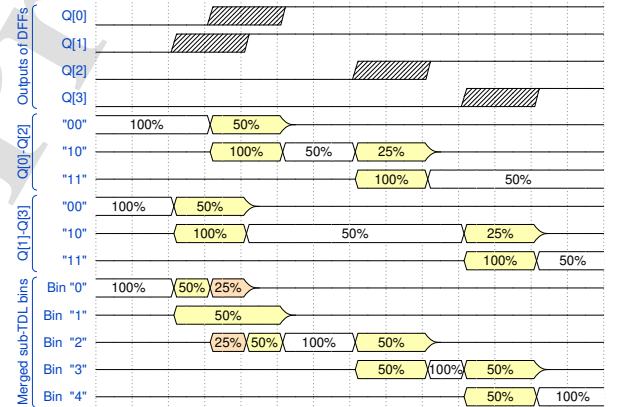 Outputs of DFFs
Q[0]
Q[1]
Q[2]
Q[3]
Q[0]-Q[2]
"00" 100% 50%
"10" 100% 50% 25%
"11" 100% 50%
Q[1]-Q[3]
"00" 100% 50%
"10" 100% 50% 25%
"11" 100% 50%
Merged sub-TDL bins
Bin "0" 100% 50% 25%
Bin "1" 50%
Bin "2" 25% 50% 100% 50%
Bin "3" 50% 100% 50%
Bin "4" 50% 100%